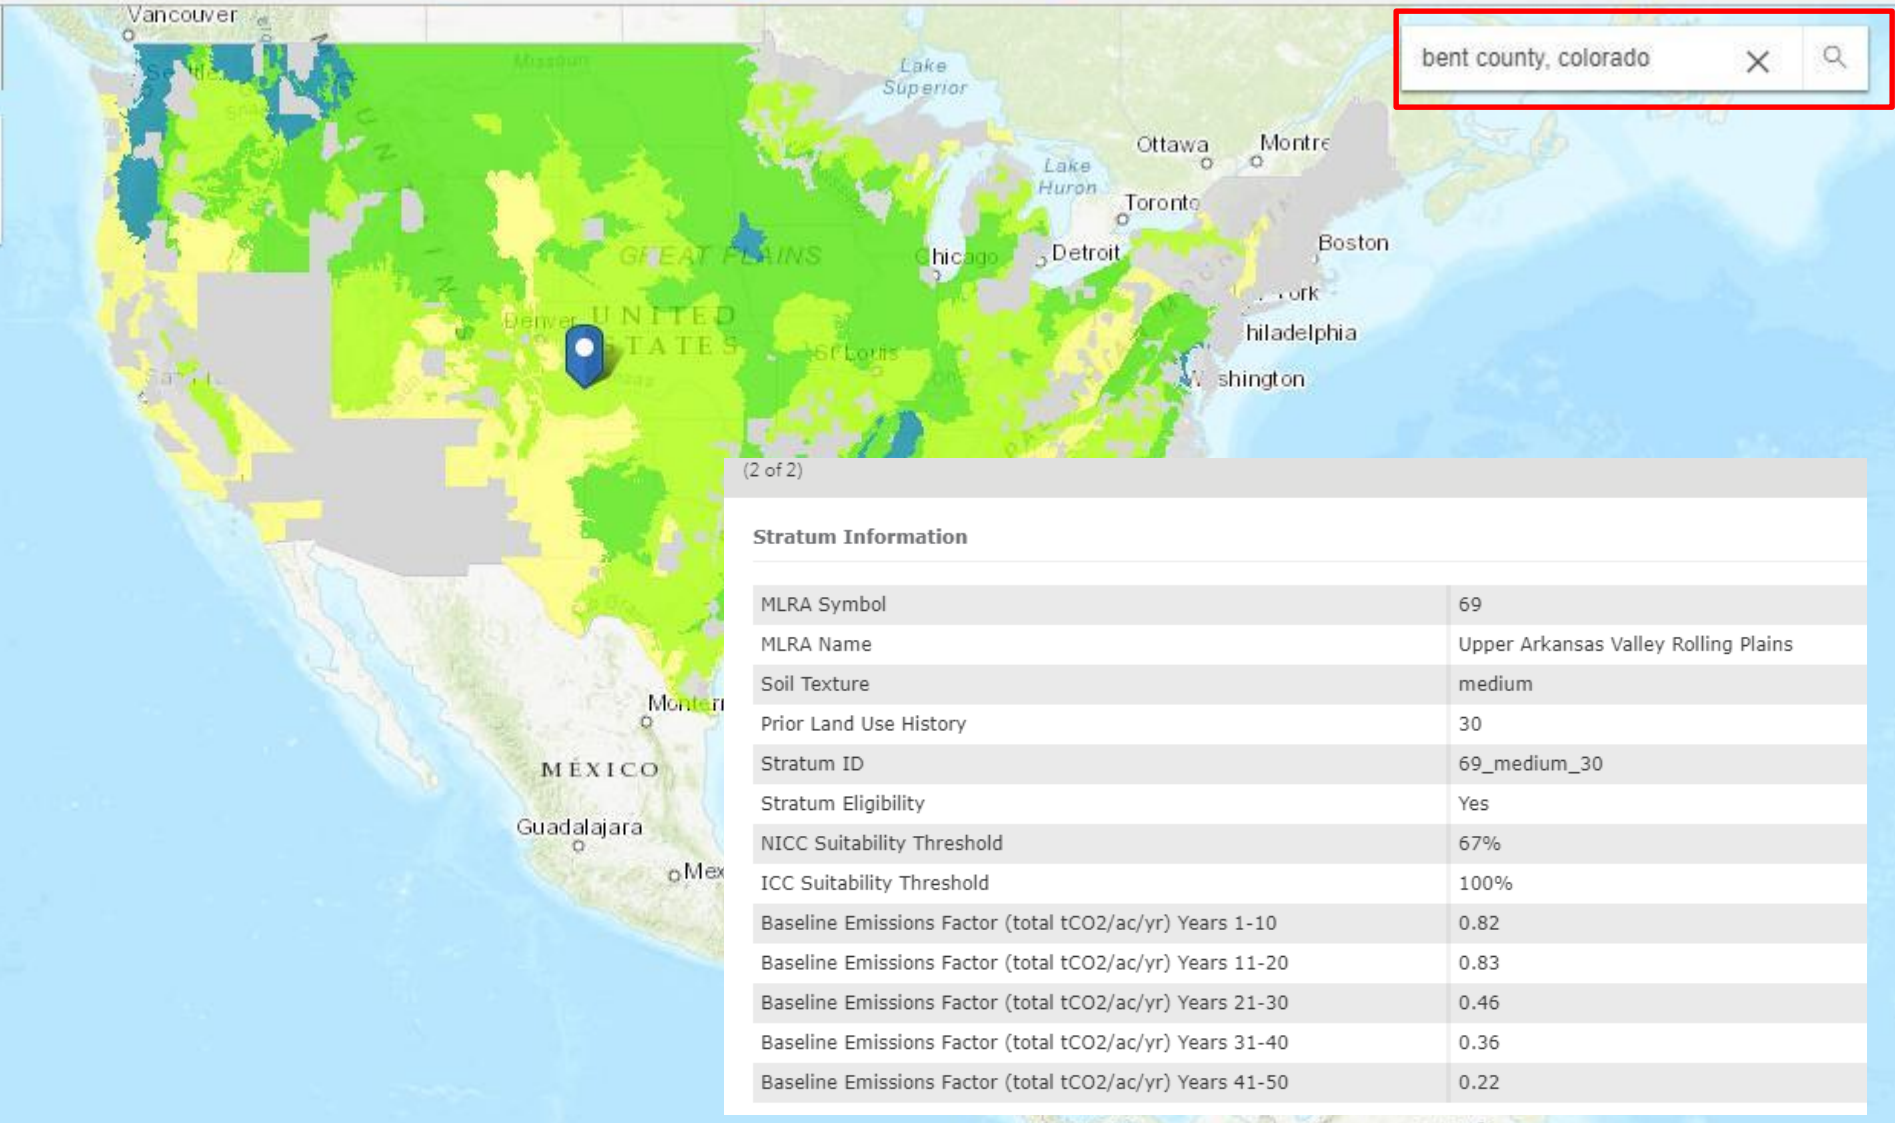 Vancouver
bent county, colorado
Missouri
Lake
Superior
Ottawa
Montre
Lake
Huron
Toronto
Boston
GREAT PLAINS
hicago
Detroit
ork
Denver
UNITED
STATES
hiladelphia
St Louis
shington
(2 of 2)
Stratum Information
MLRA Symbol 69
MLRA Name Upper Arkansas Valley Rolling Plains
Soil Texture medium
Prior Land Use History 30
Stratum ID 69_medium_30
Stratum Eligibility Yes
NICC Suitability Threshold 67%
ICC Suitability Threshold 100%
Baseline Emissions Factor (total tCO2/ac/yr) Years 1-10 0.82
Baseline Emissions Factor (total tCO2/ac/yr) Years 11-20 0.83
Baseline Emissions Factor (total tCO2/ac/yr) Years 21-30 0.46
Baseline Emissions Factor (total tCO2/ac/yr) Years 31-40 0.36
Baseline Emissions Factor (total tCO2/ac/yr) Years 41-50 0.22
Monterr
MÉXICO
Guadalajara
Mex